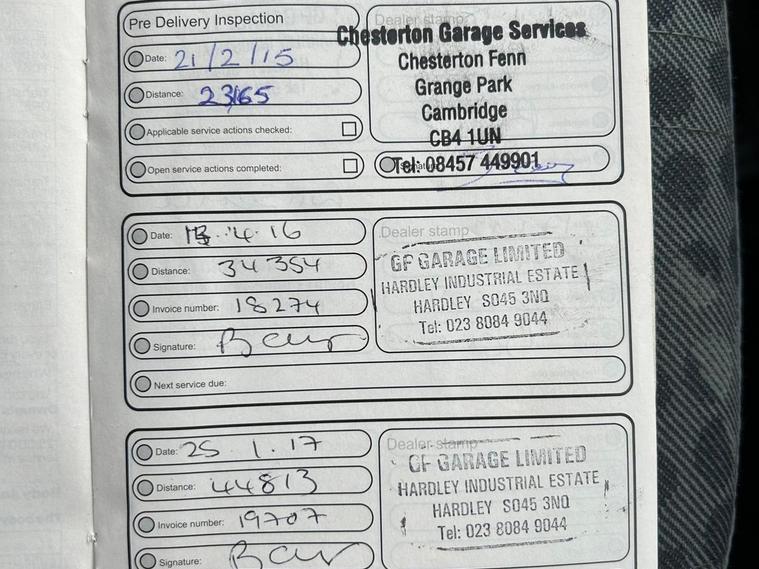 Pre Delivery Inspection
Dealer stamp
Chesterton Garage Services
Date: 21/2/15
Chesterton Fenn
Grange Park
Distance: 23165
Cambridge
Applicable service actions checked:
CB4 1UN
Open service actions completed:
Tel: 08457 449901
Date: 4.16
Dealer stamp
GF GARAGE LIMITED
Distance: 34354
HARDLEY INDUSTRIAL ESTATE
Invoice number: 18274
HARDLEY SO45 3NQ
Tel: 023 8084 9044
Signature:
Next service due:
Date: 25 1.17
Dealer stamp
GF GARAGE LIMITED
Distance: 44813
HARDLEY INDUSTRIAL ESTATE
Invoice number: 19707
HARDLEY SO45 3NQ
Tel: 023 8084 9044
Signature: